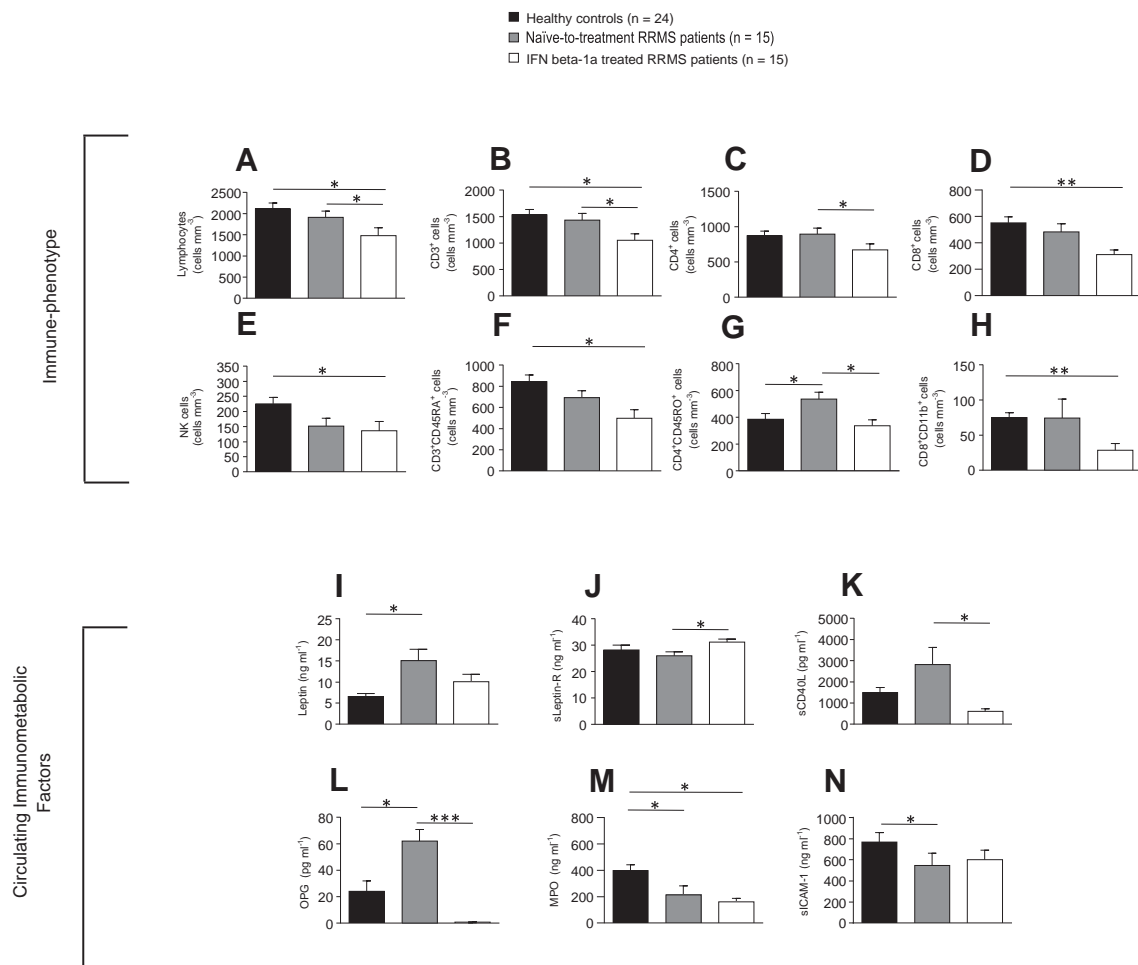 Healthy controls (n = 24)
Naïve-to-treatment RRMS patients (n = 15)
IFN beta-1a treated RRMS patients (n = 15)
Immune-phenotype
A
*
*
2500
2000
1500
1000
500
0
Lymphocytes
(cells mm⁻³)
B
*
*
2000
1500
1000
500
0
CD3⁺ cells
(cells mm⁻³)
C
*
1500
1000
500
0
CD4⁺ cells
(cells mm⁻³)
D
**
800
600
400
200
0
CD8⁺ cells
(cells mm⁻³)
E
*
350
300
250
200
150
100
50
0
NK cells
(cells mm⁻³)
F
*
1000
800
600
400
200
0
CD3⁺CD45RA⁺ cells
(cells mm⁻³)
G
*
*
800
600
400
200
0
CD4⁺CD45RO⁺ cells
(cells mm⁻³)
H
**
150
100
50
0
CD8⁺CD11b⁺ cells
(cells mm⁻³)
Circulating Immunometabolic
Factors
I
*
25
20
15
10
5
0
Leptin (ng ml⁻¹)
J
*
40
30
20
10
0
sLeptin-R (ng ml⁻¹)
K
*
5000
4000
3000
2000
1000
0
sCD40L (pg ml⁻¹)
L
*
***
80
60
40
20
0
OPG (pg ml⁻¹)
M
*
*
800
600
400
200
0
MPO (ng ml⁻¹)
N
*
1000
800
600
400
200
0
sICAM-1 (ng ml⁻¹)